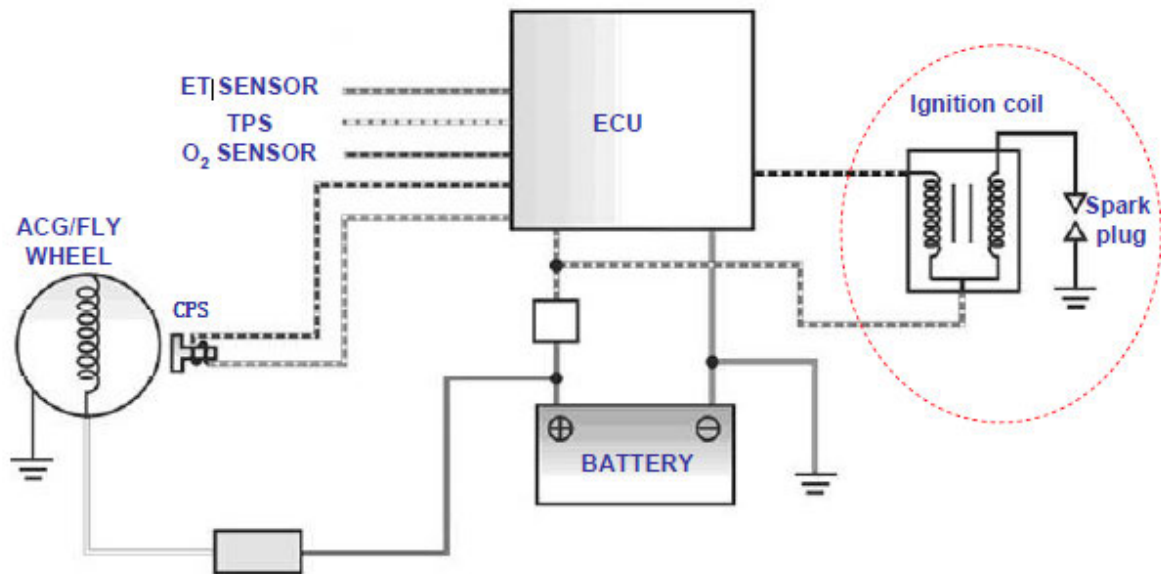 ET SENSOR
TPS
O₂ SENSOR
ECU
Ignition coil
Spark
plug
ACG/FLY
WHEEL
CPS
BATTERY